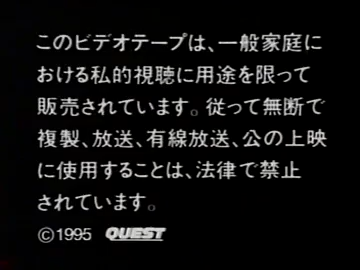 このビデオテープは、一般家庭に
おける私的視聴に用途を限って
販売されています。従って無断で
複製、放送、有線放送、公の上映
に使用することは、法律で禁止
されています。
©1995 QUEST